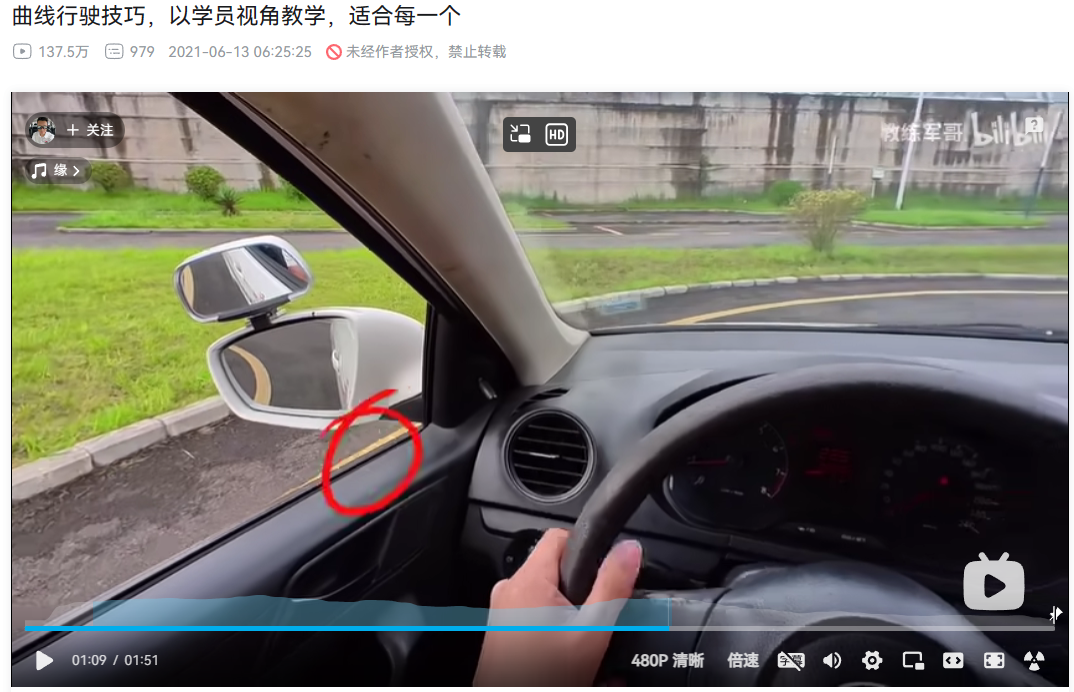 曲线行驶技巧，以学员视角教学，适合每一个
137.5万 979 2021-06-13 06:25:25 未经作者授权，禁止转载
+ 关注
HD
教练军哥 bilibili
缘 >
01:09 / 01:51
480P 清晰 倍速 字幕